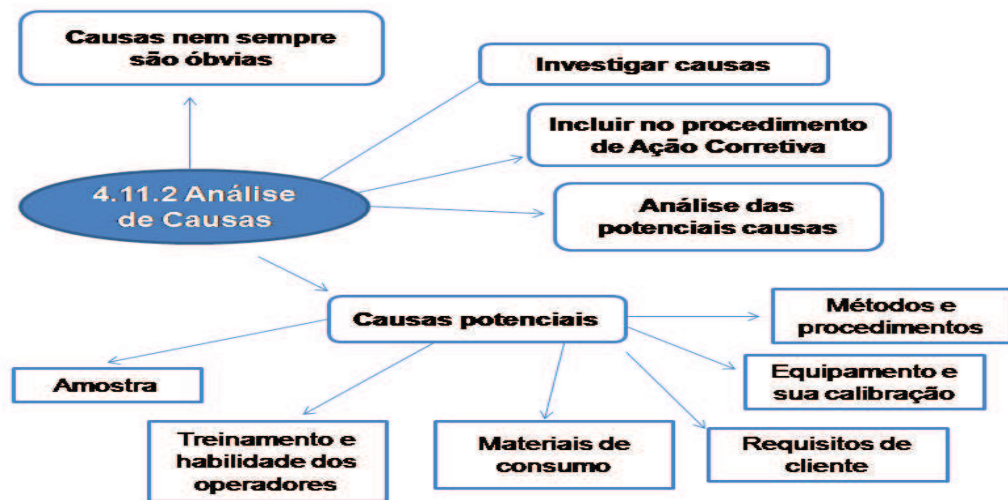 Causas nem sempre
são óbvias
Investigar causas
Incluir no procedimento
de Ação Corretiva
4.11.2 Análise
de Causas
Análise das
potenciais causas
Causas potenciais
Métodos e
procedimentos
Amostra
Equipamento e
sua calibração
Treinamento e
habilidade dos
operadores
Materiais de
consumo
Requisitos de
cliente